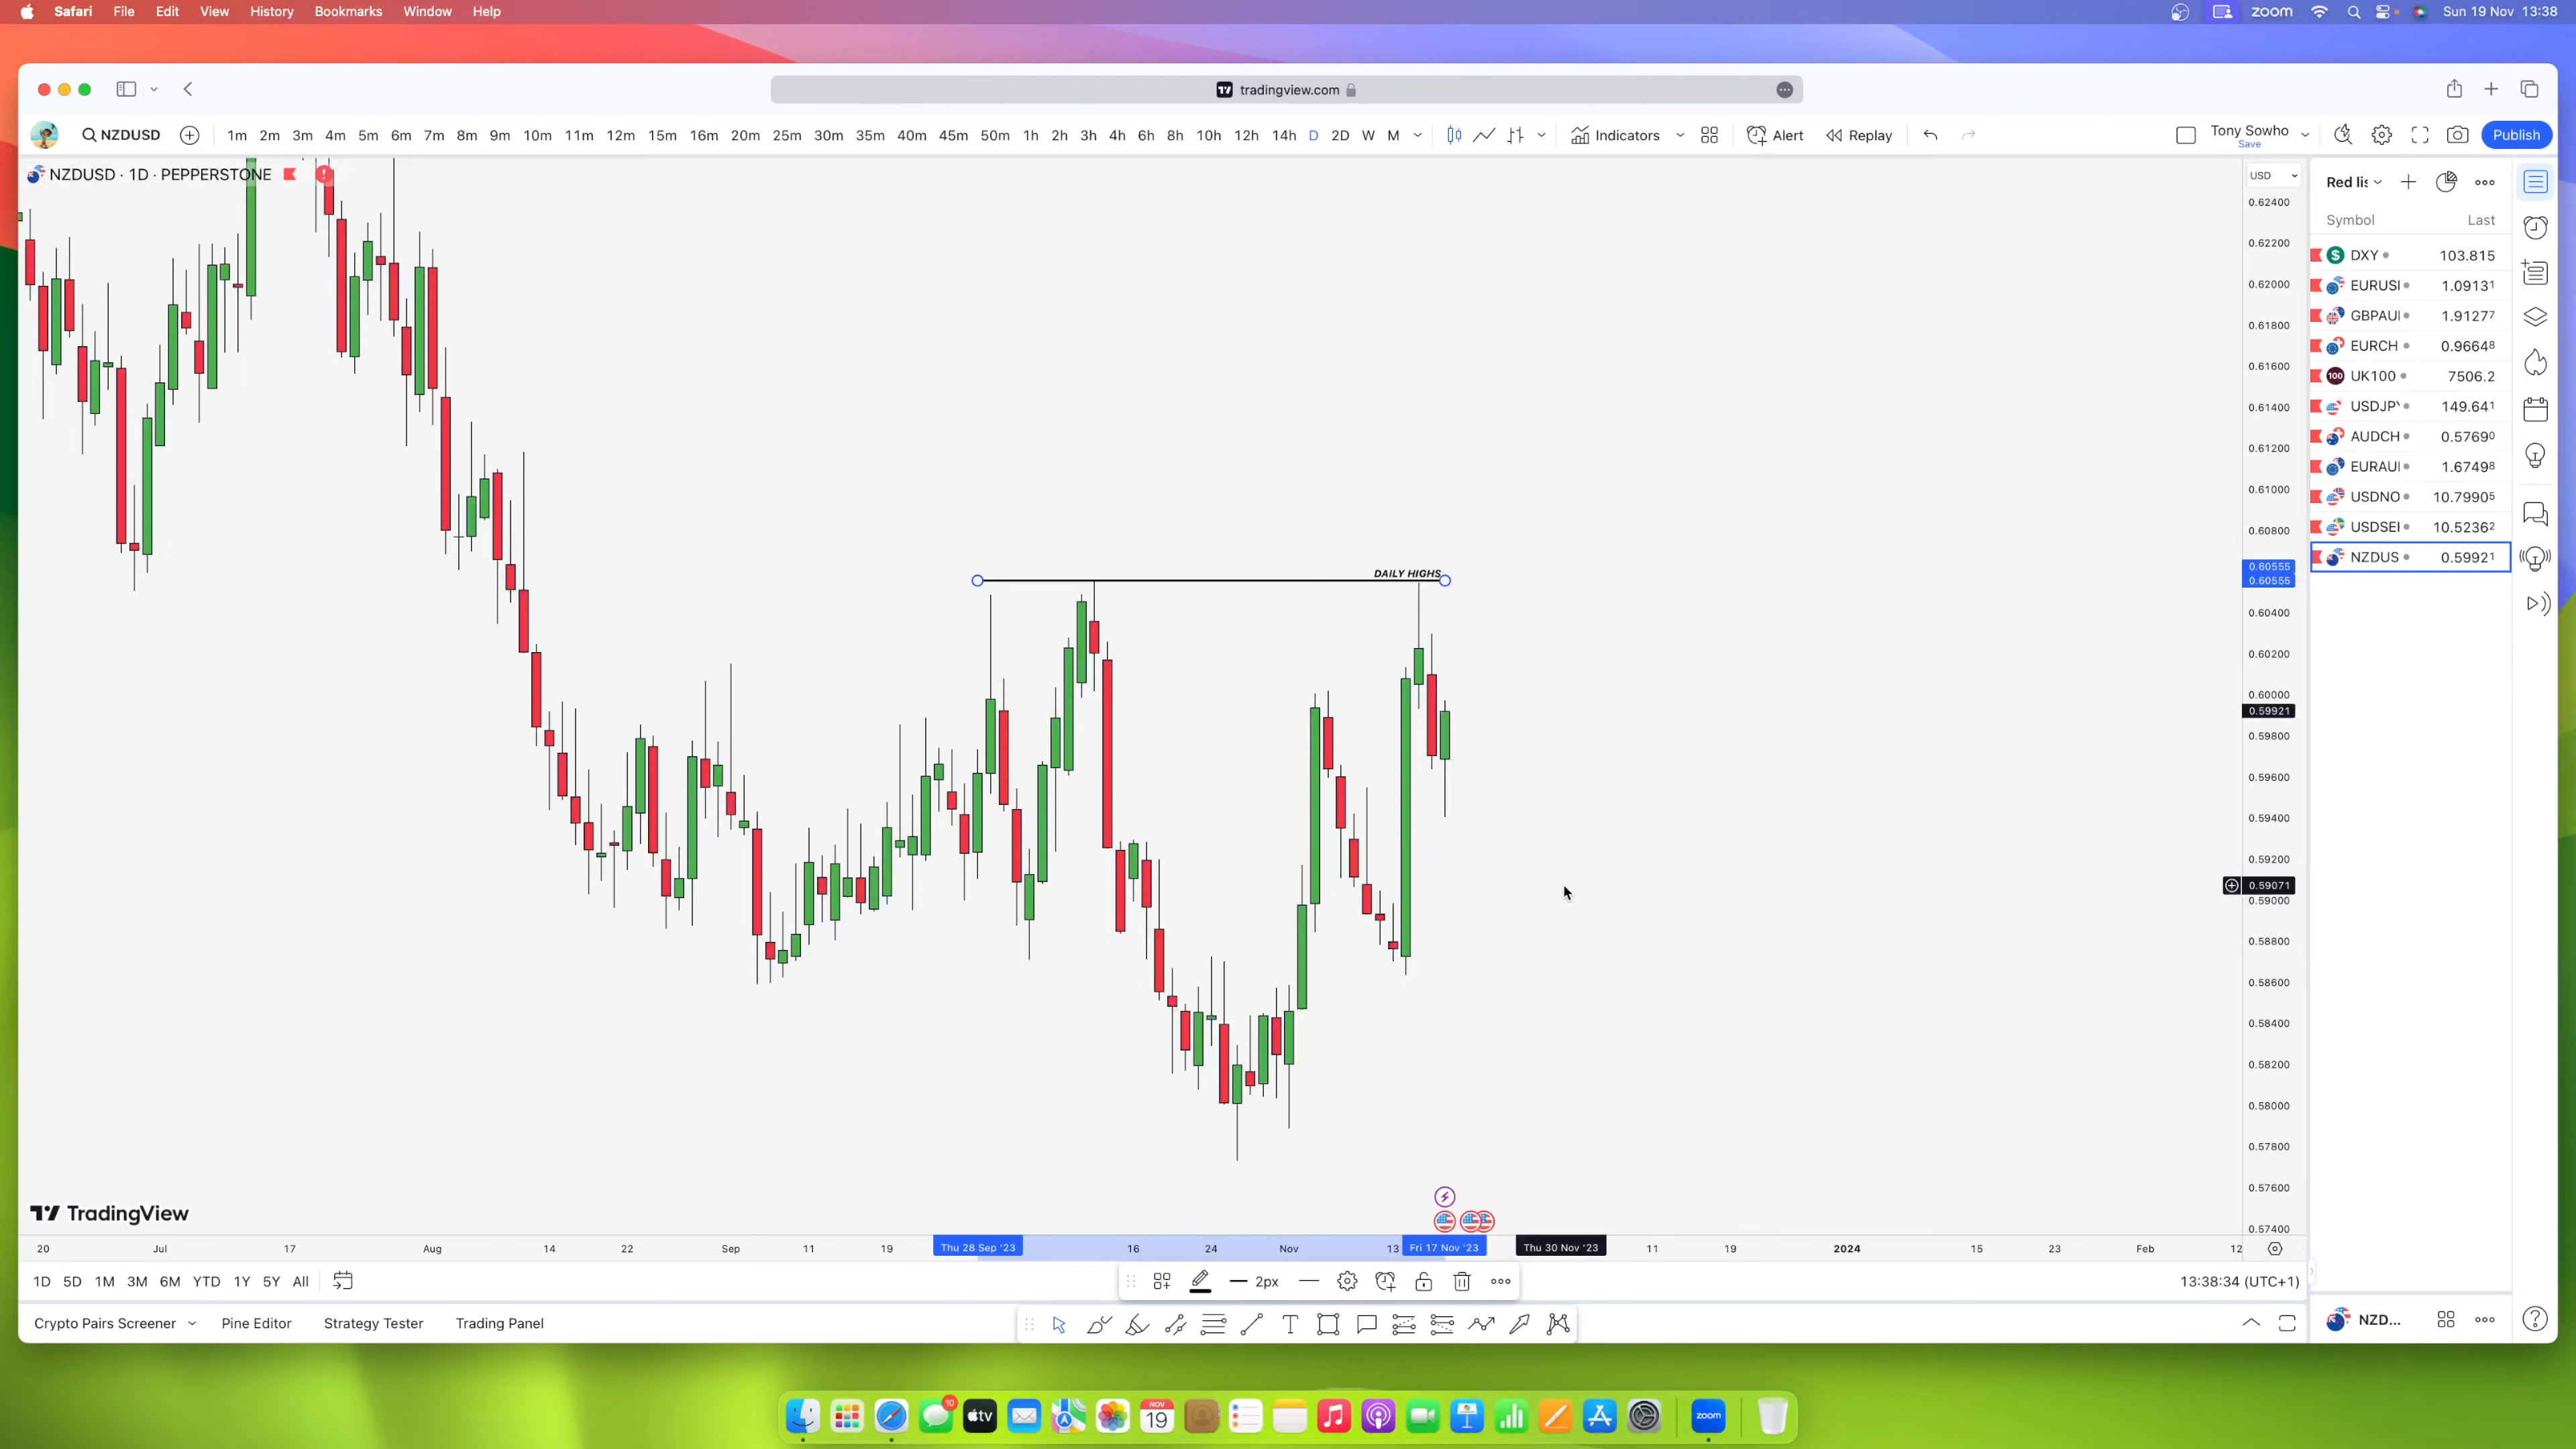 Safari File Edit View History Bookmarks Window Help zoom Sun 19 Nov 13:38
tradingview.com
NZDUSD 1m 2m 3m 4m 5m 6m 7m 8m 9m 10m 11m 12m 15m 16m 20m 25m 30m 35m 40m 45m 50m 1h 2h 3h 4h 6h 8h 10h 12h 14h D 2D W M Indicators Alert Replay Tony Sowho Publish
Save
NZDUSD · 1D · PEPPERSTONE
USD
Red lis
Symbol Last
DXY 103.815
EURUS 1.09131
GBPAU 1.91277
EURCH 0.96648
UK100 7506.2
USDJP 149.641
AUDCH 0.57690
EURAU 1.67498
USDNO 10.79905
USDSE 10.52362
NZDUS 0.59921
0.62400
0.62200
0.62000
0.61800
0.61600
0.61400
0.61200
0.61000
0.60800
0.60555
0.60555
0.60400
0.60200
0.60000
0.59921
0.59800
0.59600
0.59400
0.59200
0.59071
0.59000
0.58800
0.58600
0.58400
0.58200
0.58000
0.57800
0.57600
0.57400
DAILY HIGHS
TradingView
20 Jul 17 Aug 14 22 Sep 11 19 Thu 28 Sep '23 16 24 Nov 13 Fri 17 Nov '23 Thu 30 Nov '23 11 19 2024 15 23 Feb 12
1D 5D 1M 3M 6M YTD 1Y 5Y All 2px 13:38:34 (UTC+1)
Crypto Pairs Screener Pine Editor Strategy Tester Trading Panel NZD...
10
tv
NOV
19
zoom